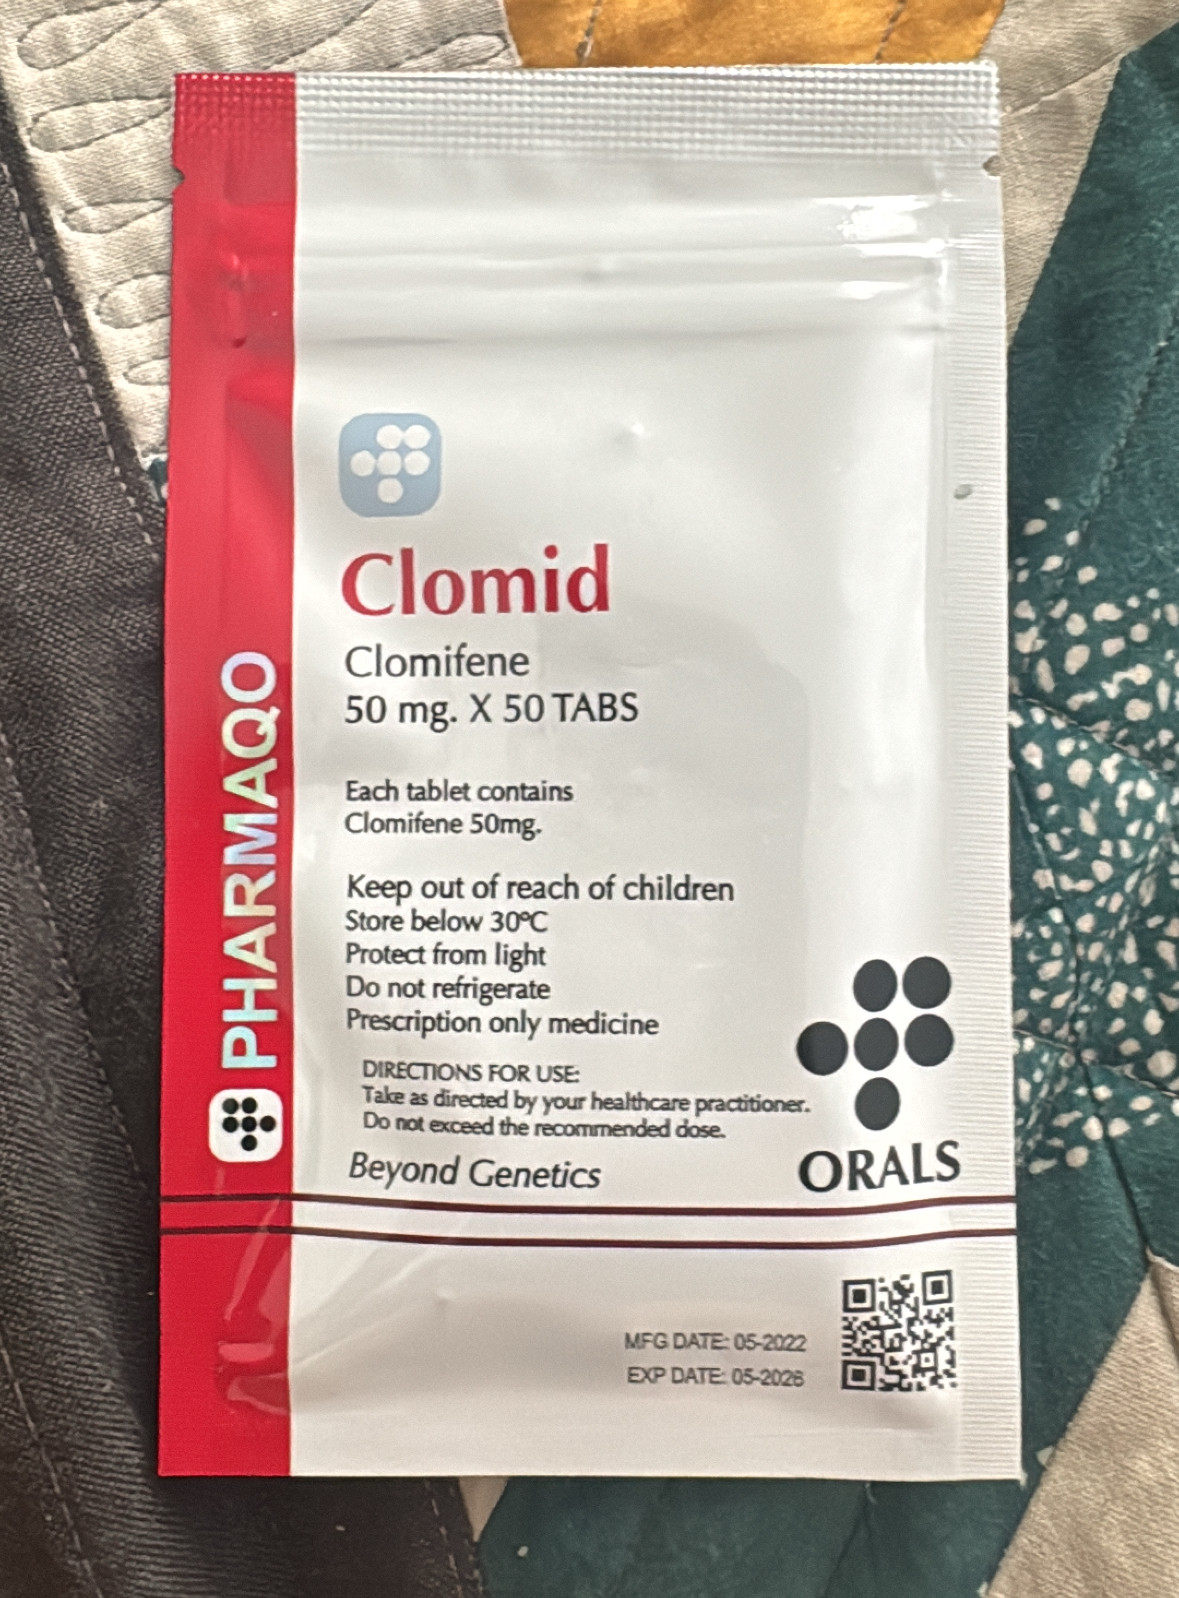 Clomid
Clomifene
50 mg. X 50 TABS
Each tablet contains
Clomifene 50mg.
Keep out of reach of children
Store below 30ºC
Protect from light
Do not refrigerate
Prescription only medicine
DIRECTIONS FOR USE:
Take as directed by your healthcare practitioner.
Do not exceed the recommended dose.
Beyond Genetics
ORALS
PHARMAQO
MFG DATE: 05-2022
EXP DATE: 05-2026